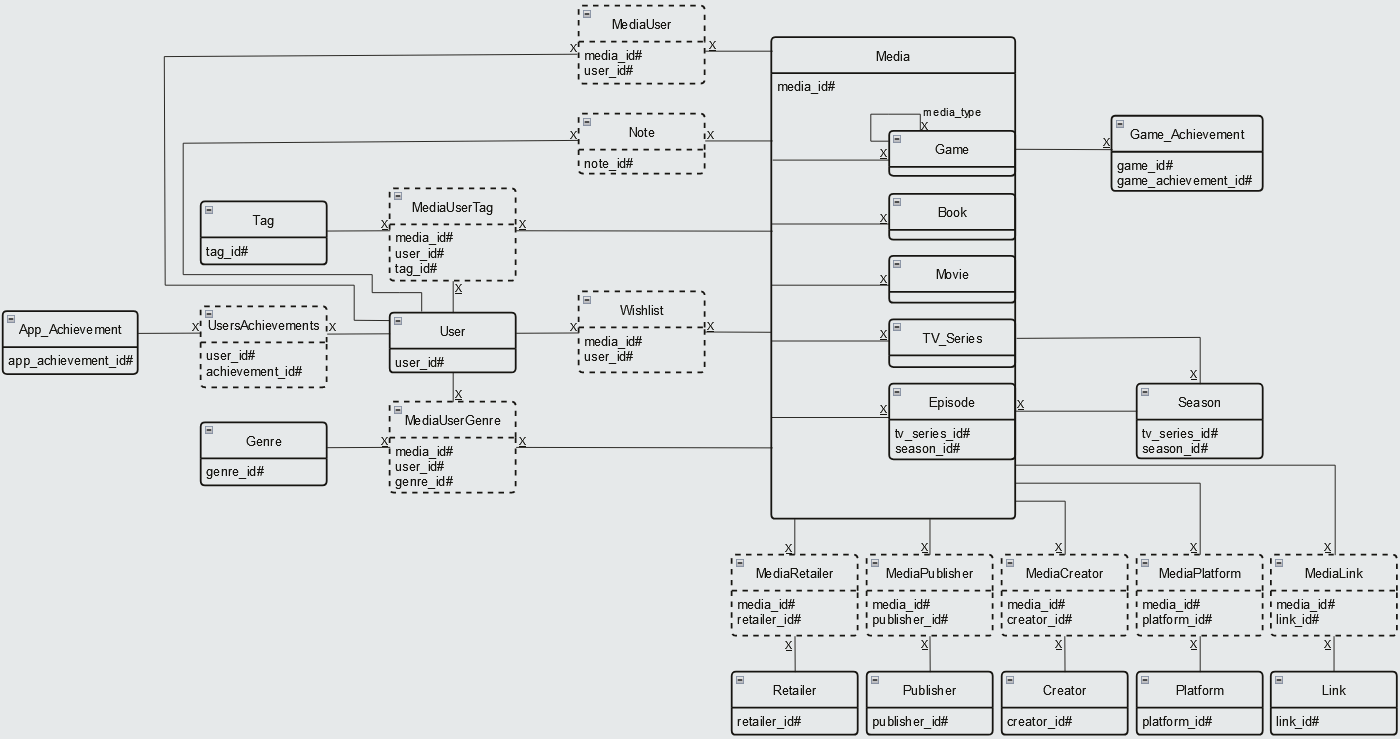 MediaUser
media_id#
user_id#
X
X
Media
media_id#
media_type
X
Game
X
Game_Achievement
game_id#
game_achievement_id#
X
Note
note_id#
X
X
Tag
tag_id#
MediaUserTag
media_id#
user_id#
tag_id#
X
X
X
Book
X
Movie
X
App_Achievement
app_achievement_id#
UsersAchievements
user_id#
achievement_id#
X
X
User
user_id#
Wishlist
media_id#
user_id#
X
X
TV_Series
X
Episode
tv_series_id#
season_id#
X
X
Season
tv_series_id#
season_id#
X
Genre
genre_id#
MediaUserGenre
media_id#
user_id#
genre_id#
X
X
X
X
X
X
X
X
MediaRetailer
media_id#
retailer_id#
MediaPublisher
media_id#
publisher_id#
MediaCreator
media_id#
creator_id#
MediaPlatform
media_id#
platform_id#
MediaLink
media_id#
link_id#
X
X
X
X
X
Retailer
retailer_id#
Publisher
publisher_id#
Creator
creator_id#
Platform
platform_id#
Link
link_id#